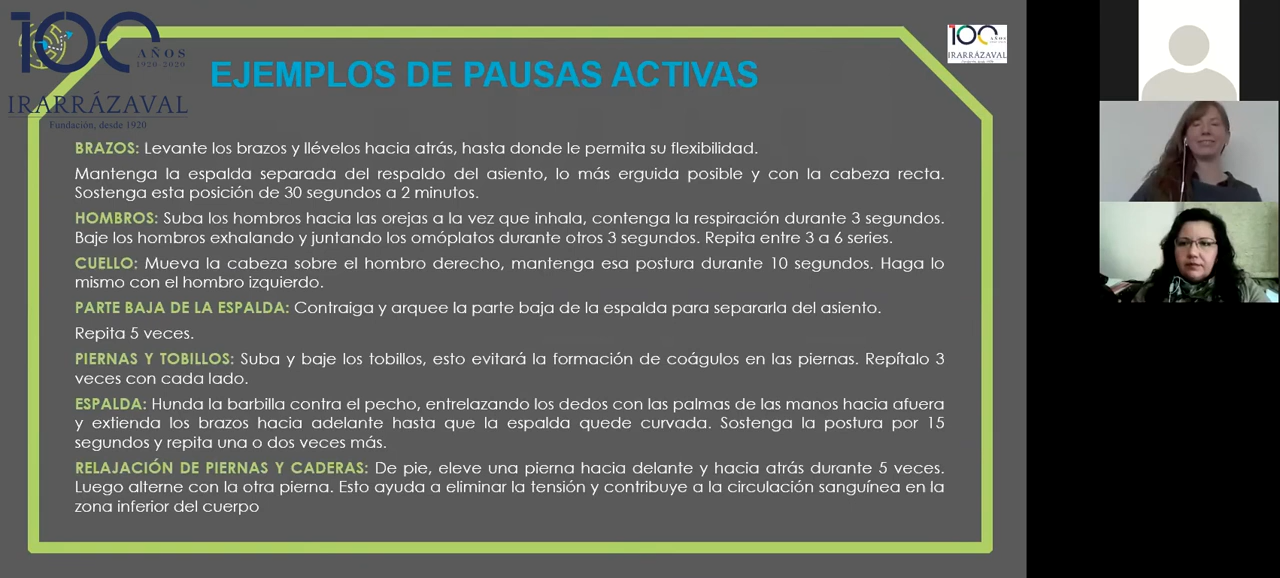 100
AÑOS
1920-2020
IRARRÁZAVAL
Fundación, desde 1920
100
AÑOS
IRARRÁZAVAL
EJEMPLOS DE PAUSAS ACTIVAS
BRAZOS: Levante los brazos y llévelos hacia atrás, hasta donde le permita su flexibilidad.
Mantenga la espalda separada del respaldo del asiento, lo más erguida posible y con la cabeza recta.
Sostenga esta posición de 30 segundos a 2 minutos.
HOMBROS: Suba los hombros hacia las orejas a la vez que inhala, contenga la respiración durante 3 segundos.
Baje los hombros exhalando y juntando los omóplatos durante otros 3 segundos. Repita entre 3 a 6 series.
CUELLO: Mueva la cabeza sobre el hombro derecho, mantenga esa postura durante 10 segundos. Haga lo
mismo con el hombro izquierdo.
PARTE BAJA DE LA ESPALDA: Contraiga y arquee la parte baja de la espalda para separarla del asiento.
Repita 5 veces.
PIERNAS Y TOBILLOS: Suba y baje los tobillos, esto evitará la formación de coágulos en las piernas. Repítalo 3
veces con cada lado.
ESPALDA: Hunda la barbilla contra el pecho, entrelazando los dedos con las palmas de las manos hacia afuera
y extienda los brazos hacia adelante hasta que la espalda quede curvada. Sostenga la postura por 15
segundos y repita una o dos veces más.
RELAJACIÓN DE PIERNAS Y CADERAS: De pie, eleve una pierna hacia delante y hacia atrás durante 5 veces.
Luego alterne con la otra pierna. Esto ayuda a eliminar la tensión y contribuye a la circulación sanguínea en la
zona inferior del cuerpo